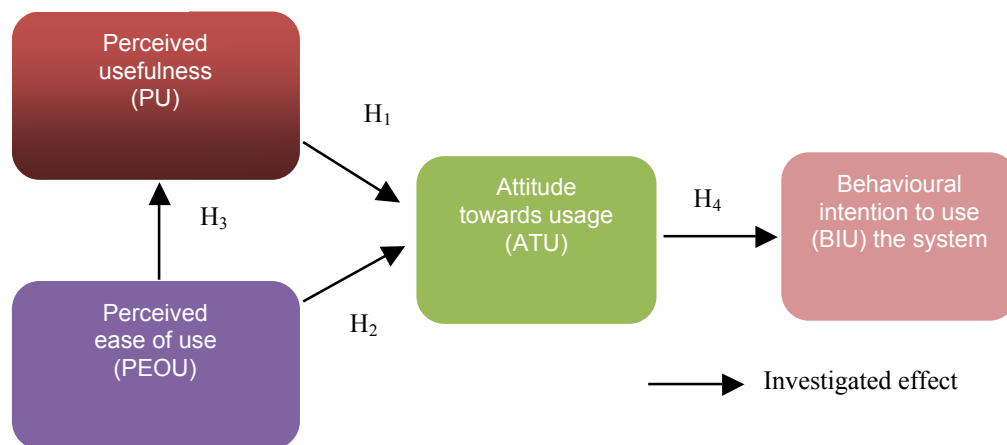 Perceived
usefulness
(PU)
H₁
Attitude
towards usage
(ATU)
H₄
Behavioural
intention to use
(BIU) the system
H₃
Perceived
ease of use
(PEOU)
H₂
Investigated effect